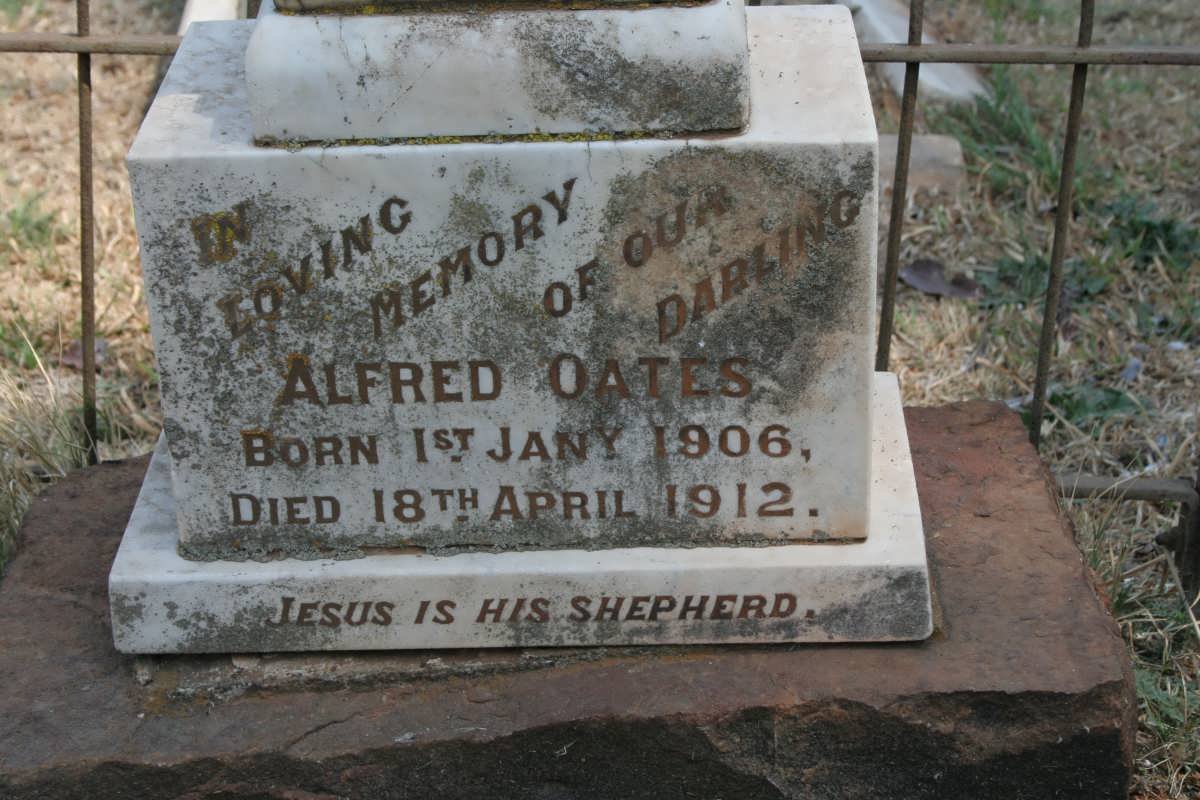 IN
LOVING
MEMORY
OF OUR
DARLING
ALFRED OATES
BORN 1ST JANY 1906,
DIED 18TH APRIL 1912.
JESUS IS HIS SHEPHERD.